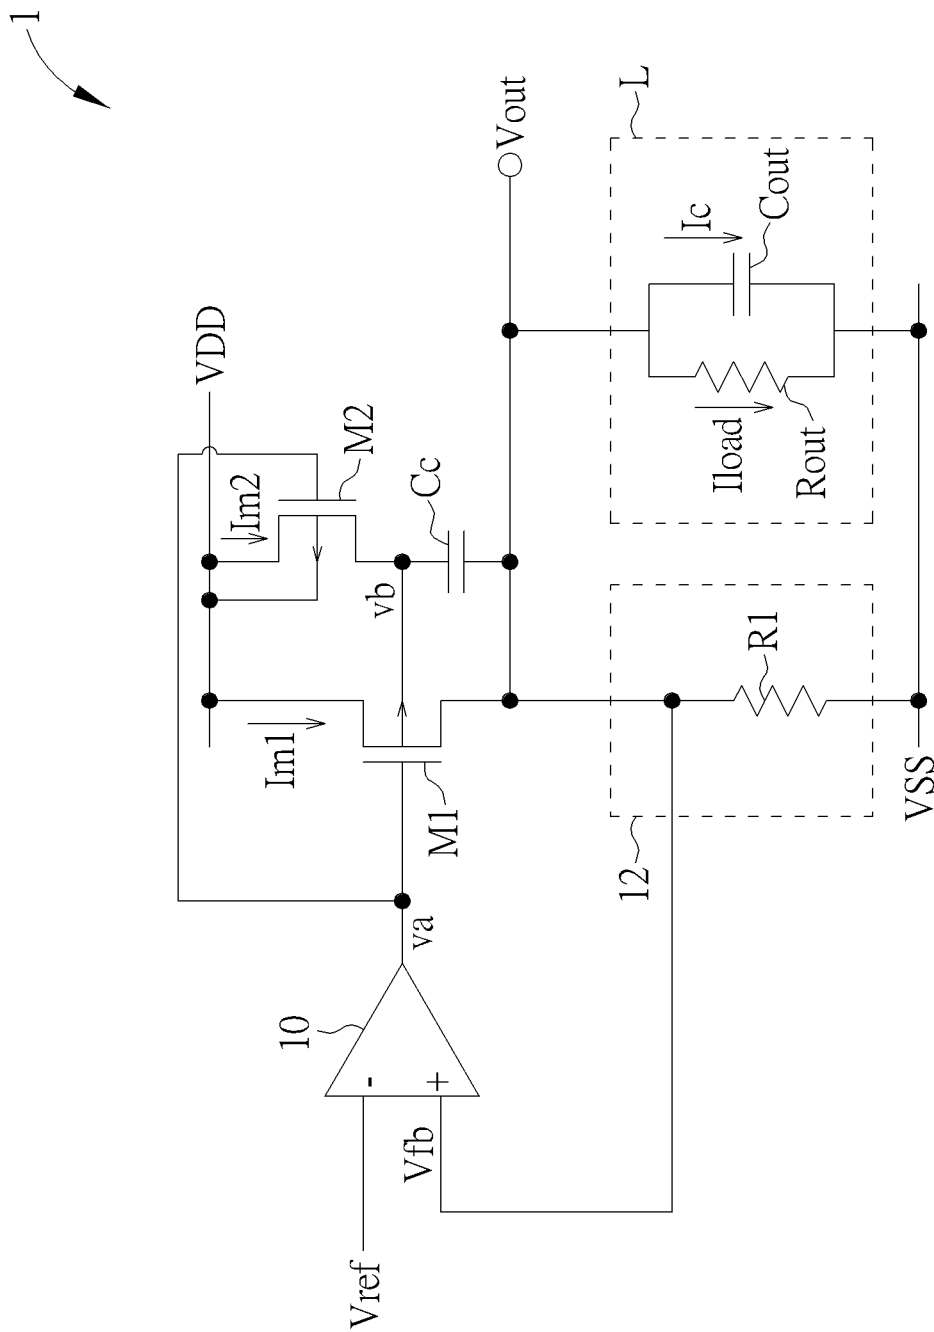 1
VDD
Im2
M2
Im1
vb
Cc
Vout
M1
va
10
-
+
Vref
Vfb
L
Ic
Cout
Iload
Rout
12
R1
VSS